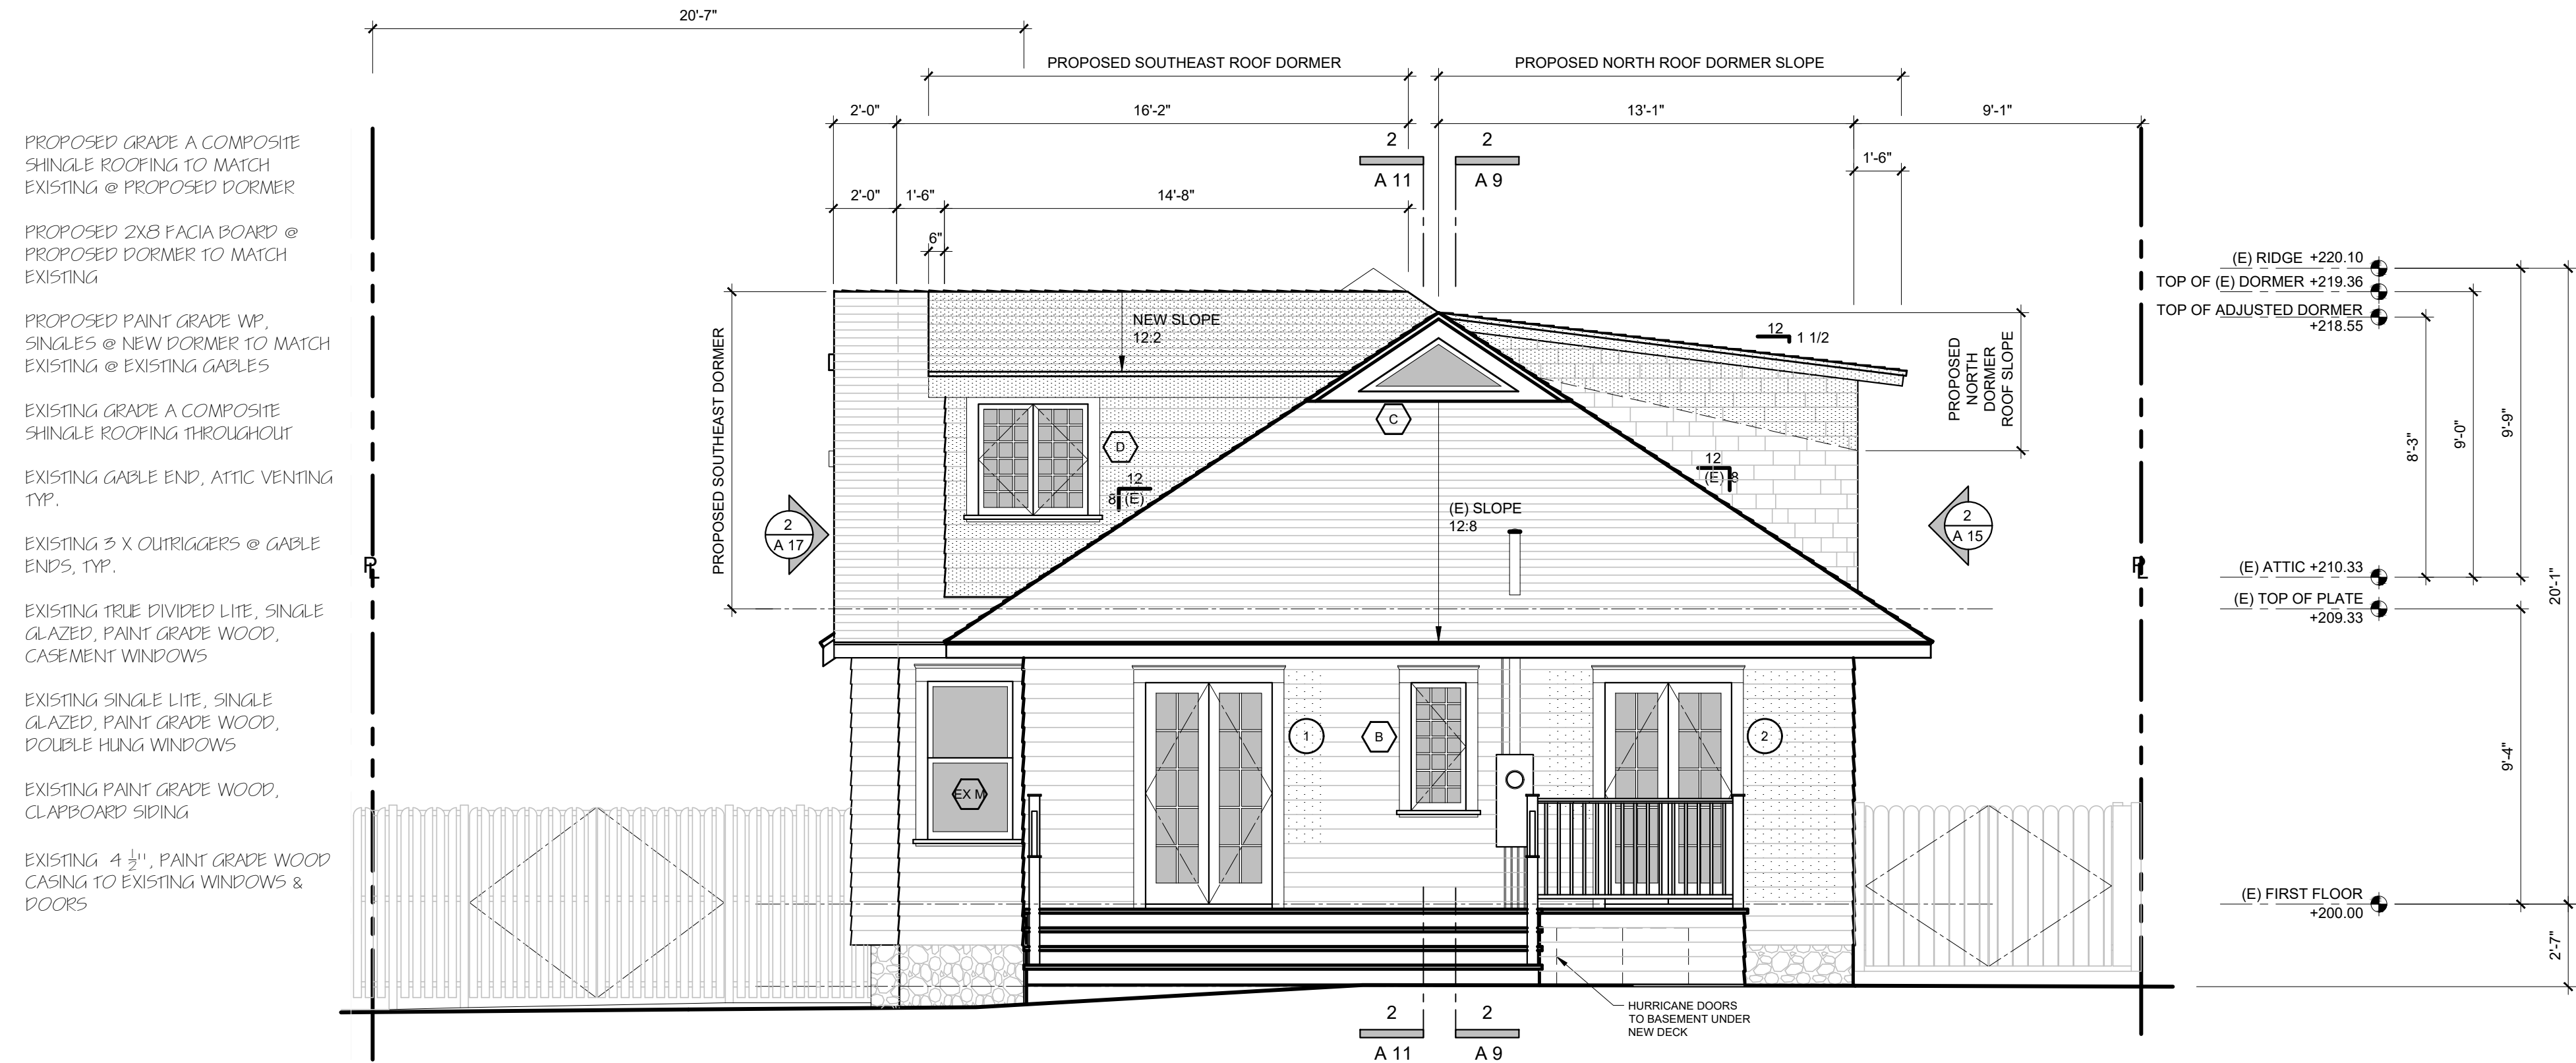 20'-7"
PROPOSED SOUTHEAST ROOF DORMER
PROPOSED NORTH ROOF DORMER SLOPE
2'-0"
16'-2"
13'-1"
9'-1"
2
A 11
2
A 9
1'-6"
2'-0"
1'-6"
14'-8"
6"
PROPOSED GRADE A COMPOSITE
SHINGLE ROOFING TO MATCH
EXISTING @ PROPOSED DORMER
PROPOSED 2X8 FACIA BOARD @
PROPOSED DORMER TO MATCH
EXISTING
PROPOSED PAINT GRADE WP,
SINGLES @ NEW DORMER TO MATCH
EXISTING @ EXISTING GABLES
EXISTING GRADE A COMPOSITE
SHINGLE ROOFING THROUGHOUT
EXISTING GABLE END, ATTIC VENTING
TYP.
EXISTING 3 X OUTRIGGERS @ GABLE
ENDS, TYP.
EXISTING TRUE DIVIDED LITE, SINGLE
GLAZED, PAINT GRADE WOOD,
CASEMENT WINDOWS
EXISTING SINGLE LITE, SINGLE
GLAZED, PAINT GRADE WOOD,
DOUBLE HUNG WINDOWS
EXISTING PAINT GRADE WOOD,
CLAPBOARD SIDING
EXISTING 4 1/2", PAINT GRADE WOOD
CASING TO EXISTING WINDOWS &
DOORS
PL
PROPOSED SOUTHEAST DORMER
NEW SLOPE
12:2
12
1 1/2
PROPOSED
NORTH
DORMER
ROOF SLOPE
C
D
12
8 (E)
12
(E) 8
(E) SLOPE
12:8
2
A 17
2
A 15
PL
EX M
1
B
2
HURRICANE DOORS
TO BASEMENT UNDER
NEW DECK
2
A 11
2
A 9
(E) RIDGE +220.10
TOP OF (E) DORMER +219.36
TOP OF ADJUSTED DORMER
+218.55
(E) ATTIC +210.33
(E) TOP OF PLATE
+209.33
(E) FIRST FLOOR
+200.00
8'-3"
9'-0"
9'-9"
9'-4"
20'-1"
2'-7"